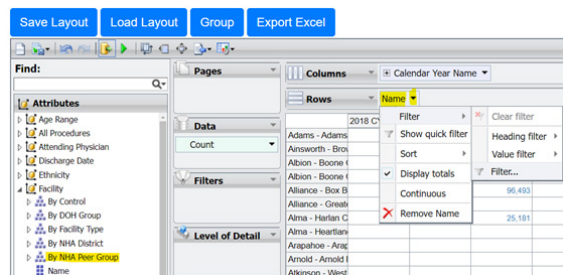 Save Layout Load Layout Group Export Excel
Find:
Attributes
Age Range
All Procedures
Attending Physician
Discharge Date
Ethnicity
Facility
By Control
By DOH Group
By Facility Type
By NHA District
By NHA Peer Group
Name
Pages
Data
Count
Filters
Level of Detail
Columns Calendar Year Name
Rows Name
2018 C
Adams - Adams
Ainsworth - Bro
Albion - Boone
Albion - Boone
Alliance - Box B
Alliance - Great
Alma - Harlan C
Alma - Heartlan
Arapahoe - Arap
Arnold - Arnold
Atkinson - West
Filter
Show quick filter
Sort
Display totals
Continuous
Remove Name
Clear filter
Heading filter
Value filter
Filter...
96,493
25,181